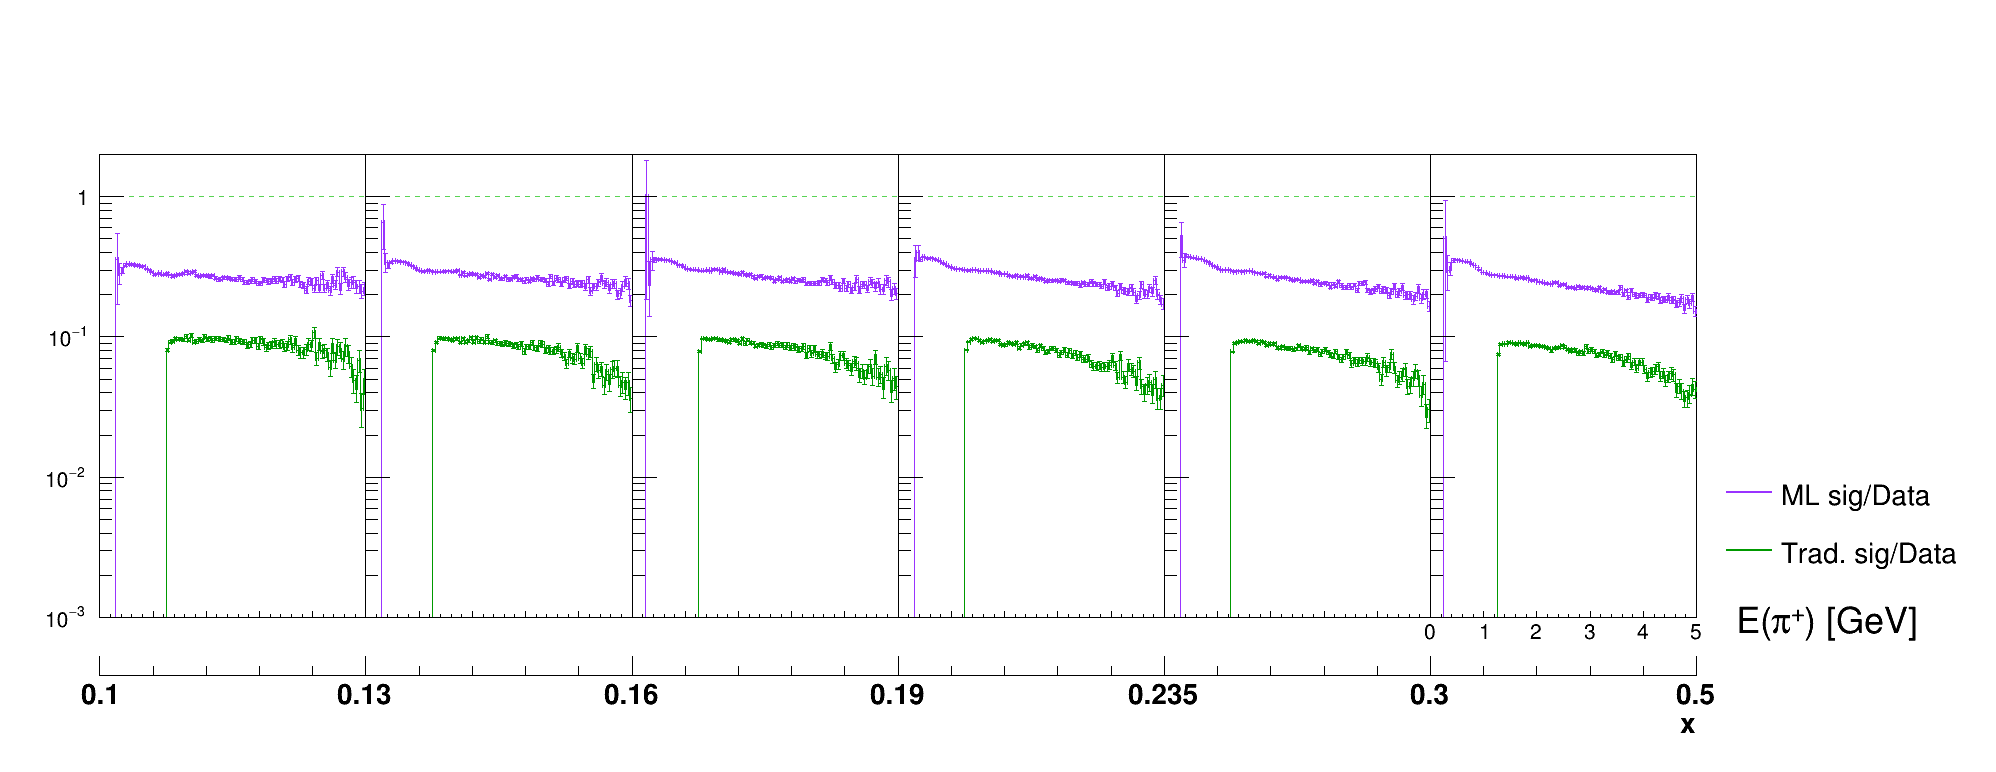 1
10⁻¹
10⁻²
10⁻³
ML sig/Data
Trad. sig/Data
0 1 2 3 4 5
E(π⁺) [GeV]
0.1 0.13 0.16 0.19 0.235 0.3 0.5
x